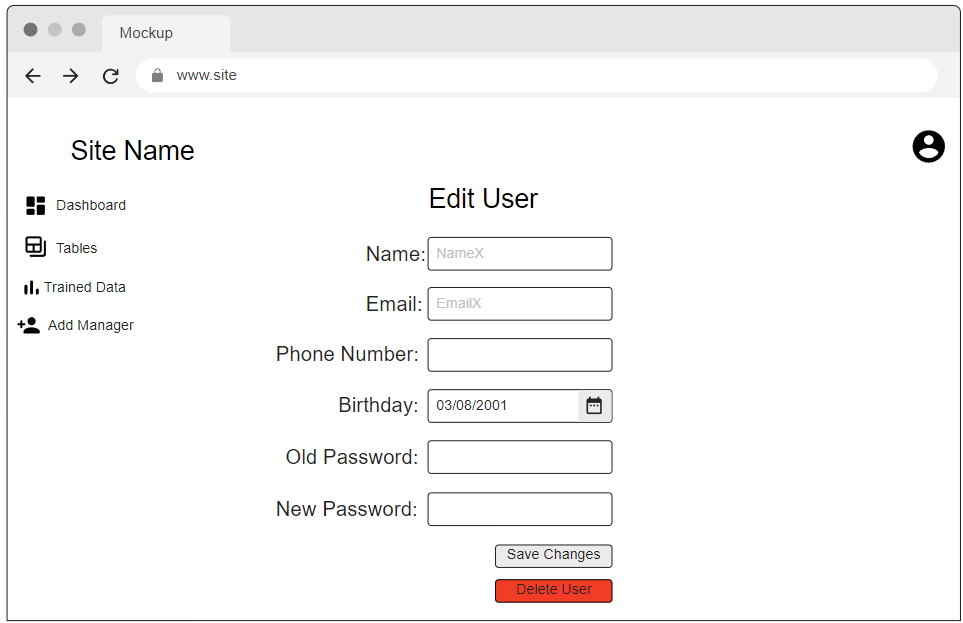 Mockup
www.site
Site Name
Edit User
Dashboard
Tables
Trained Data
Add Manager
Name: NameX
Email: EmailX
Phone Number:
Birthday: 03/08/2001
Old Password:
New Password:
Save Changes
Delete User